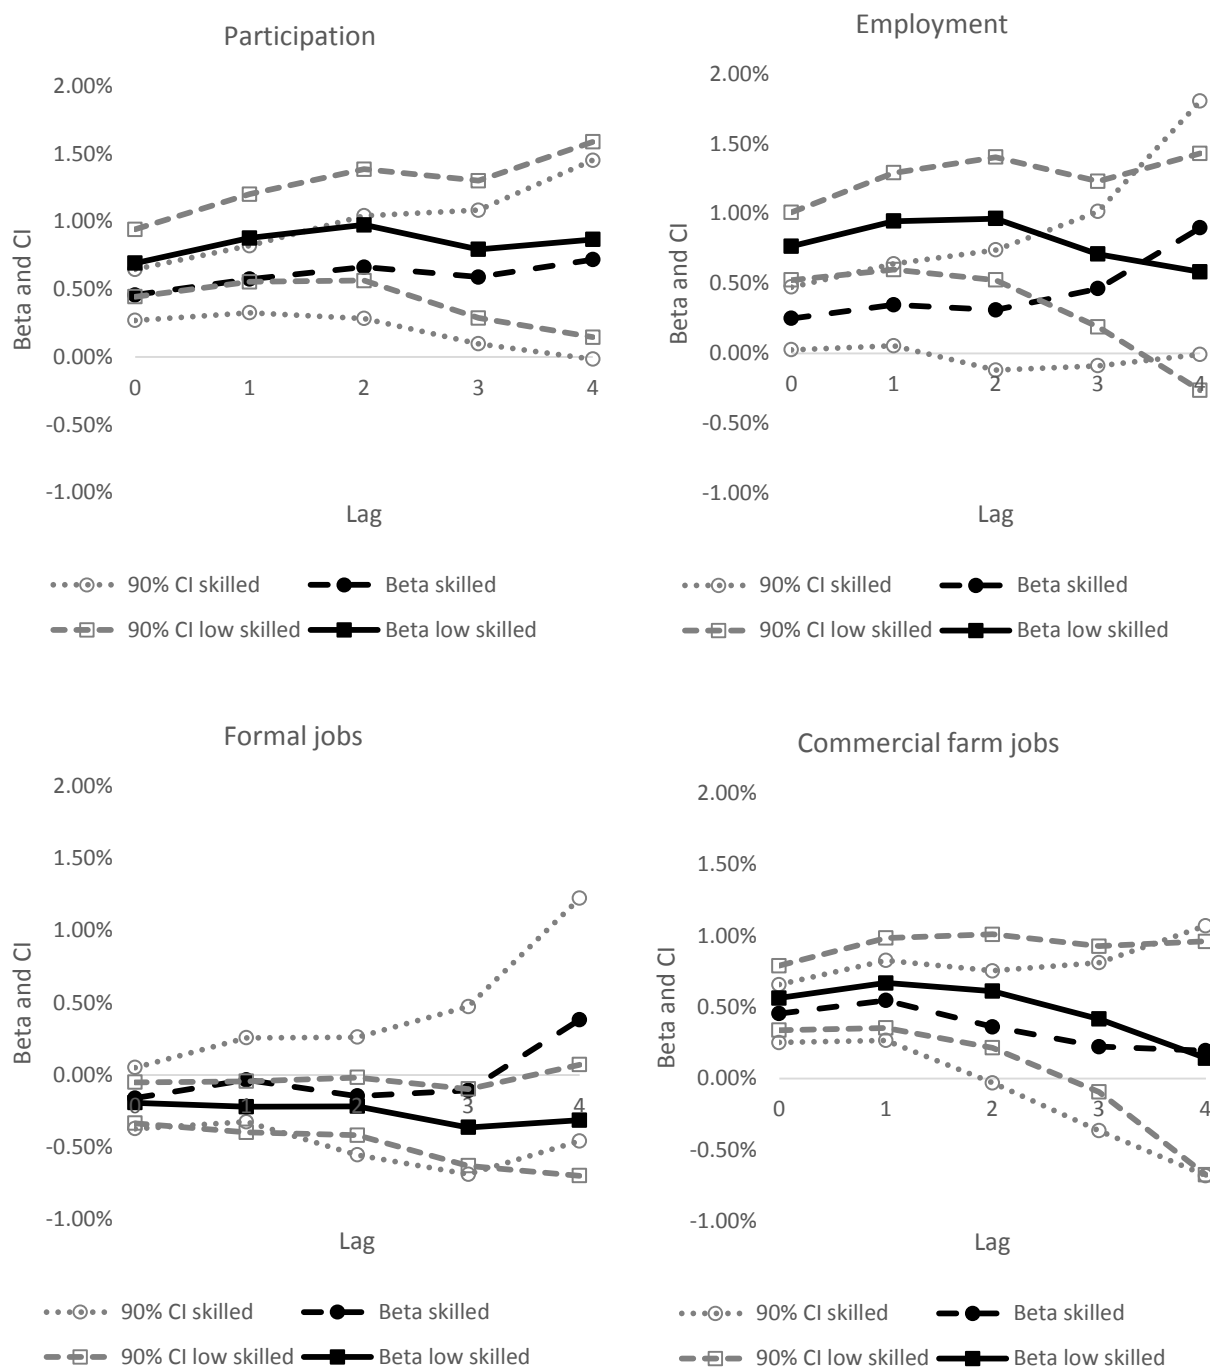 Participation
2.00%
1.50%
1.00%
0.50%
0.00%
-0.50%
-1.00%
Beta and CI
0 1 2 3 4
Lag
90% CI skilled Beta skilled
90% CI low skilled Beta low skilled
Employment
2.00%
1.50%
1.00%
0.50%
0.00%
-0.50%
-1.00%
Beta and CI
0 1 2 3 4
Lag
90% CI skilled Beta skilled
90% CI low skilled Beta low skilled
Formal jobs
2.00%
1.50%
1.00%
0.50%
0.00%
-0.50%
-1.00%
Beta and CI
0 1 2 3 4
Lag
90% CI skilled Beta skilled
90% CI low skilled Beta low skilled
Commercial farm jobs
2.00%
1.50%
1.00%
0.50%
0.00%
-0.50%
-1.00%
Beta and CI
0 1 2 3 4
Lag
90% CI skilled Beta skilled
90% CI low skilled Beta low skilled